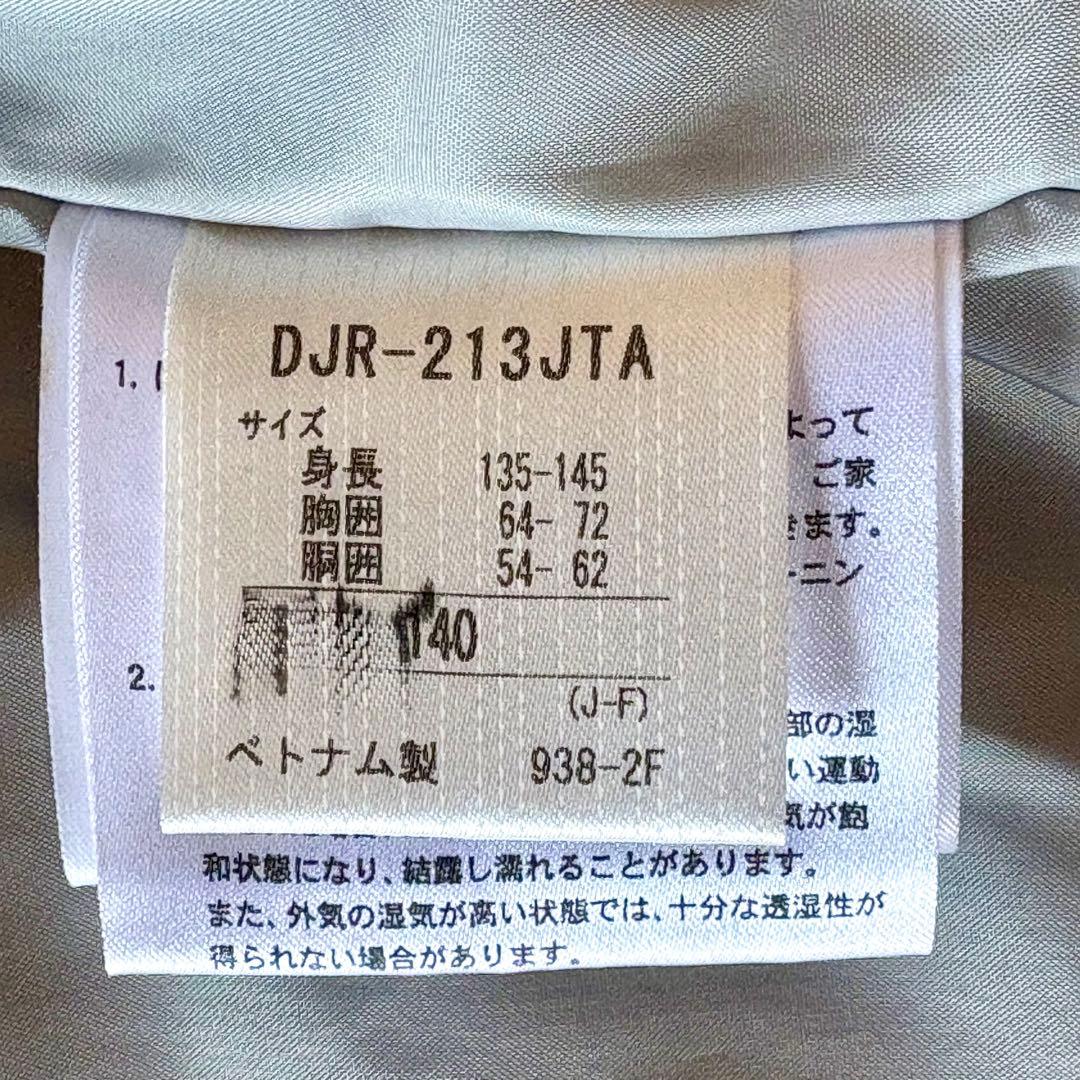 DJR-213JTA
サイズ
身長 135-145
胸囲 64- 72
胴囲 54- 62
140
(J-F)
ベトナム製 938-2F
1.
よって
ご家
きます。
ーニン
2.
部の湿
い運動
気が飽
和状態になり、結露し濡れることがあります。
また、外気の湿気が高い状態では、十分な透湿性が
得られない場合があります。